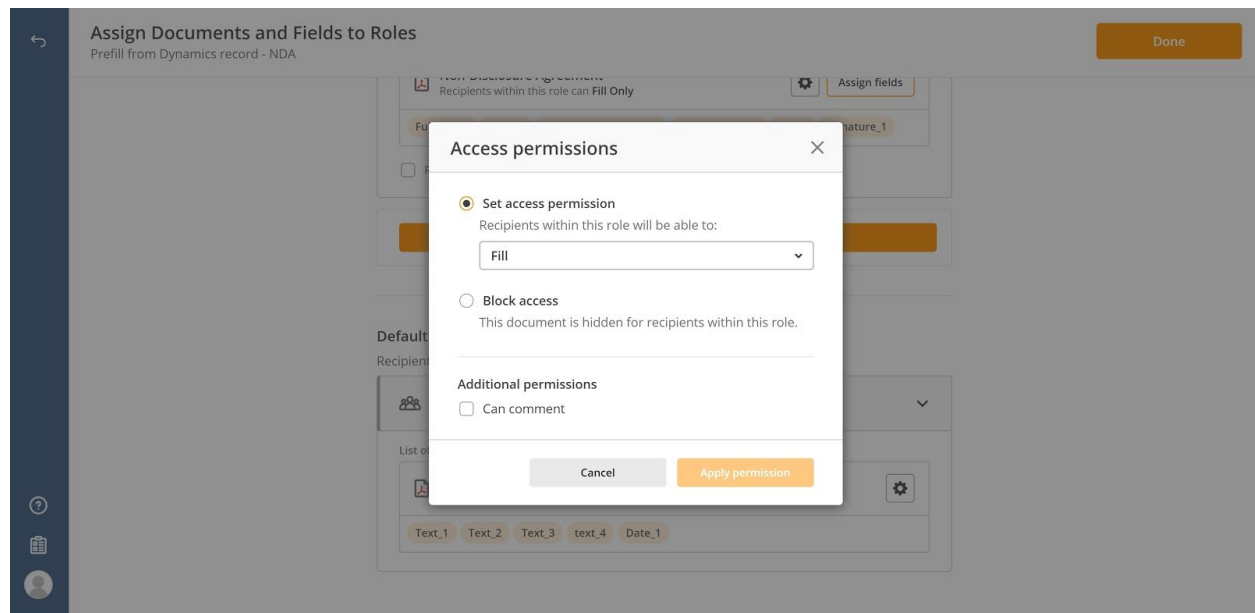 Assign Documents and Fields to Roles
Prefill from Dynamics record - NDA
Done
Non-Disclosure Agreement
Recipients within this role can Fill Only
Assign fields
Fu
nature_1
Access permissions
Set access permission
Recipients within this role will be able to:
Fill
Block access
This document is hidden for recipients within this role.
Additional permissions
Can comment
Cancel
Apply permission
Default
Recipient
List of
Text_1 Text_2 Text_3 text_4 Date_1